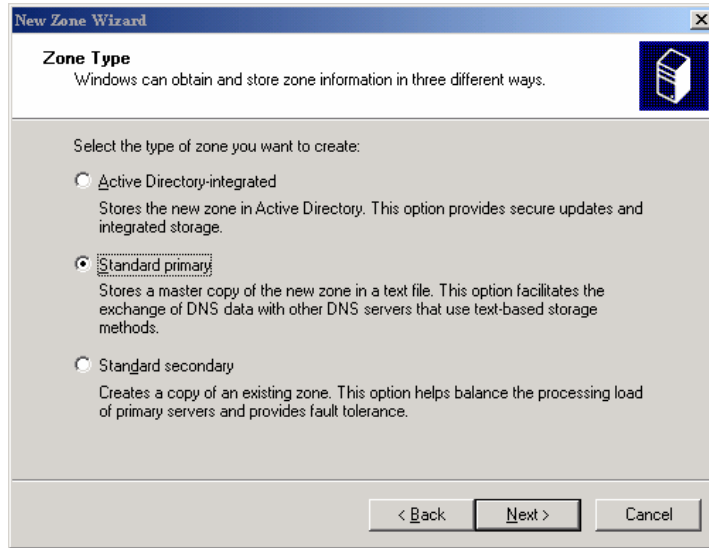 New Zone Wizard
Zone Type
Windows can obtain and store zone information in three different ways.
Select the type of zone you want to create:
Active Directory-integrated
Stores the new zone in Active Directory. This option provides secure updates and
integrated storage.
Standard primary
Stores a master copy of the new zone in a text file. This option facilitates the
exchange of DNS data with other DNS servers that use text-based storage
methods.
Standard secondary
Creates a copy of an existing zone. This option helps balance the processing load
of primary servers and provides fault tolerance.
< Back Next > Cancel